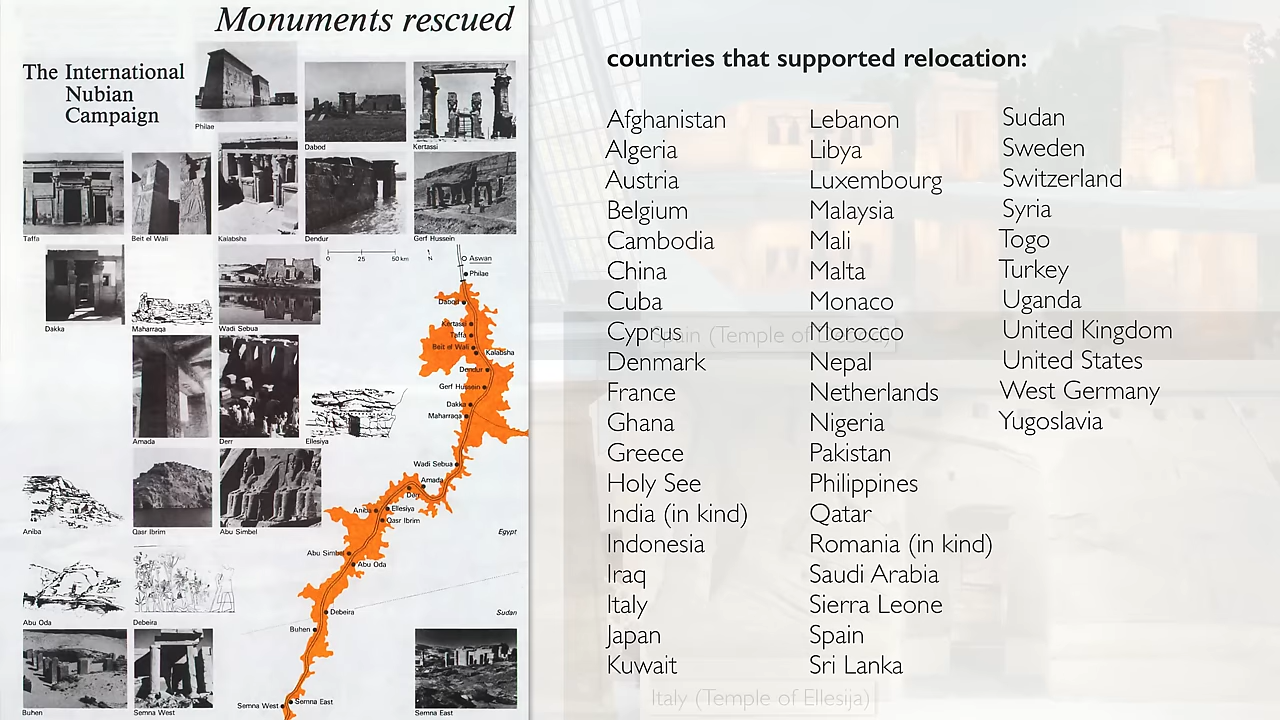 Monuments rescued
The International
Nubian
Campaign
Philae
Dabod
Kertassi
Taffa
Beit el Wali
Kalabsha
Dendur
Gerf Hussein
Dakka
Maharraqa
Wadi Sebua
Amada
Derr
Ellesiya
Aniba
Qasr Ibrim
Abu Simbel
Abu Oda
Debeira
Buhen
Semna West
Semna East
0 25 50 km
N
Aswan
Philae
Dabod
Kertassi
Taffa
Beit el Wali
Kalabsha
Dendur
Gerf Hussein
Dakka
Maharraqa
Wadi Sebua
Amada
Derr
Ellesiya
Aniba
Qasr Ibrim
Egypt
Abu Simbel
Abu Oda
Debeira
Sudan
Buhen
Semna West
Semna East
countries that supported relocation:
Afghanistan
Algeria
Austria
Belgium
Cambodia
China
Cuba
Cyprus
Denmark
France
Ghana
Greece
Holy See
India (in kind)
Indonesia
Iraq
Italy
Japan
Kuwait
Lebanon
Libya
Luxembourg
Malaysia
Mali
Malta
Monaco
Morocco
Nepal
Netherlands
Nigeria
Pakistan
Philippines
Qatar
Romania (in kind)
Saudi Arabia
Sierra Leone
Spain
Sri Lanka
Sudan
Sweden
Switzerland
Syria
Togo
Turkey
Uganda
United Kingdom
United States
West Germany
Yugoslavia
Spain (Temple of
Italy (Temple of Ellesija)